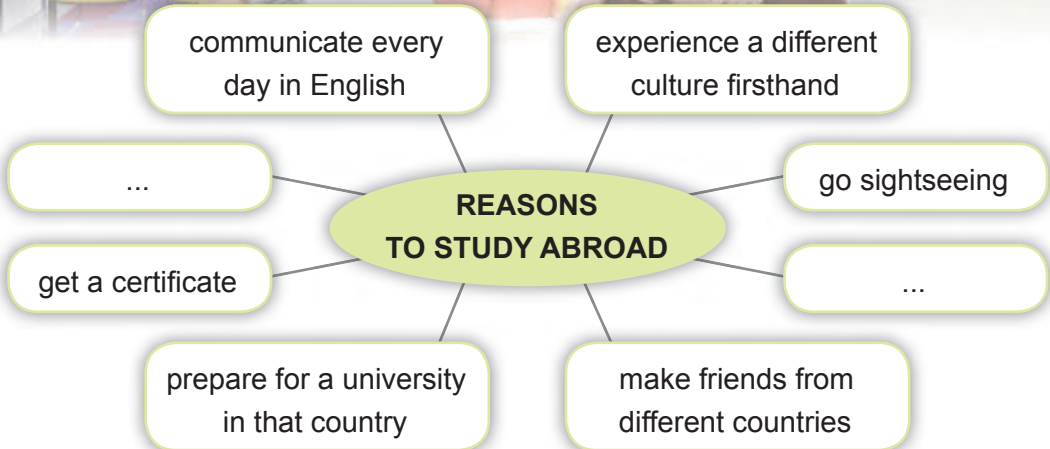 communicate every
day in English
experience a different
culture firsthand
...
go sightseeing
REASONS
TO STUDY ABROAD
get a certificate
...
prepare for a university
in that country
make friends from
different countries